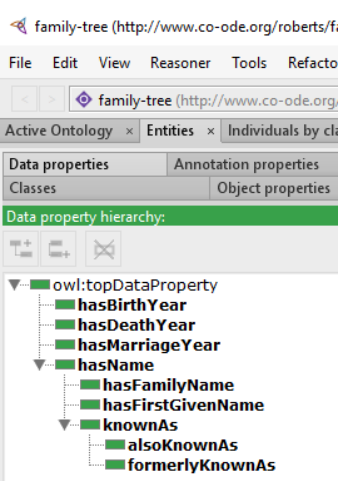 family-tree (http://www.co-ode.org/roberts/fa
File Edit View Reasoner Tools Refacto
< > family-tree (http://www.co-ode.org/
Active Ontology × Entities × Individuals by cla
Data properties Annotation properties
Classes Object properties
Data property hierarchy:
owl:topDataProperty
hasBirthYear
hasDeathYear
hasMarriageYear
hasName
hasFamilyName
hasFirstGivenName
knownAs
alsoKnownAs
formerlyKnownAs